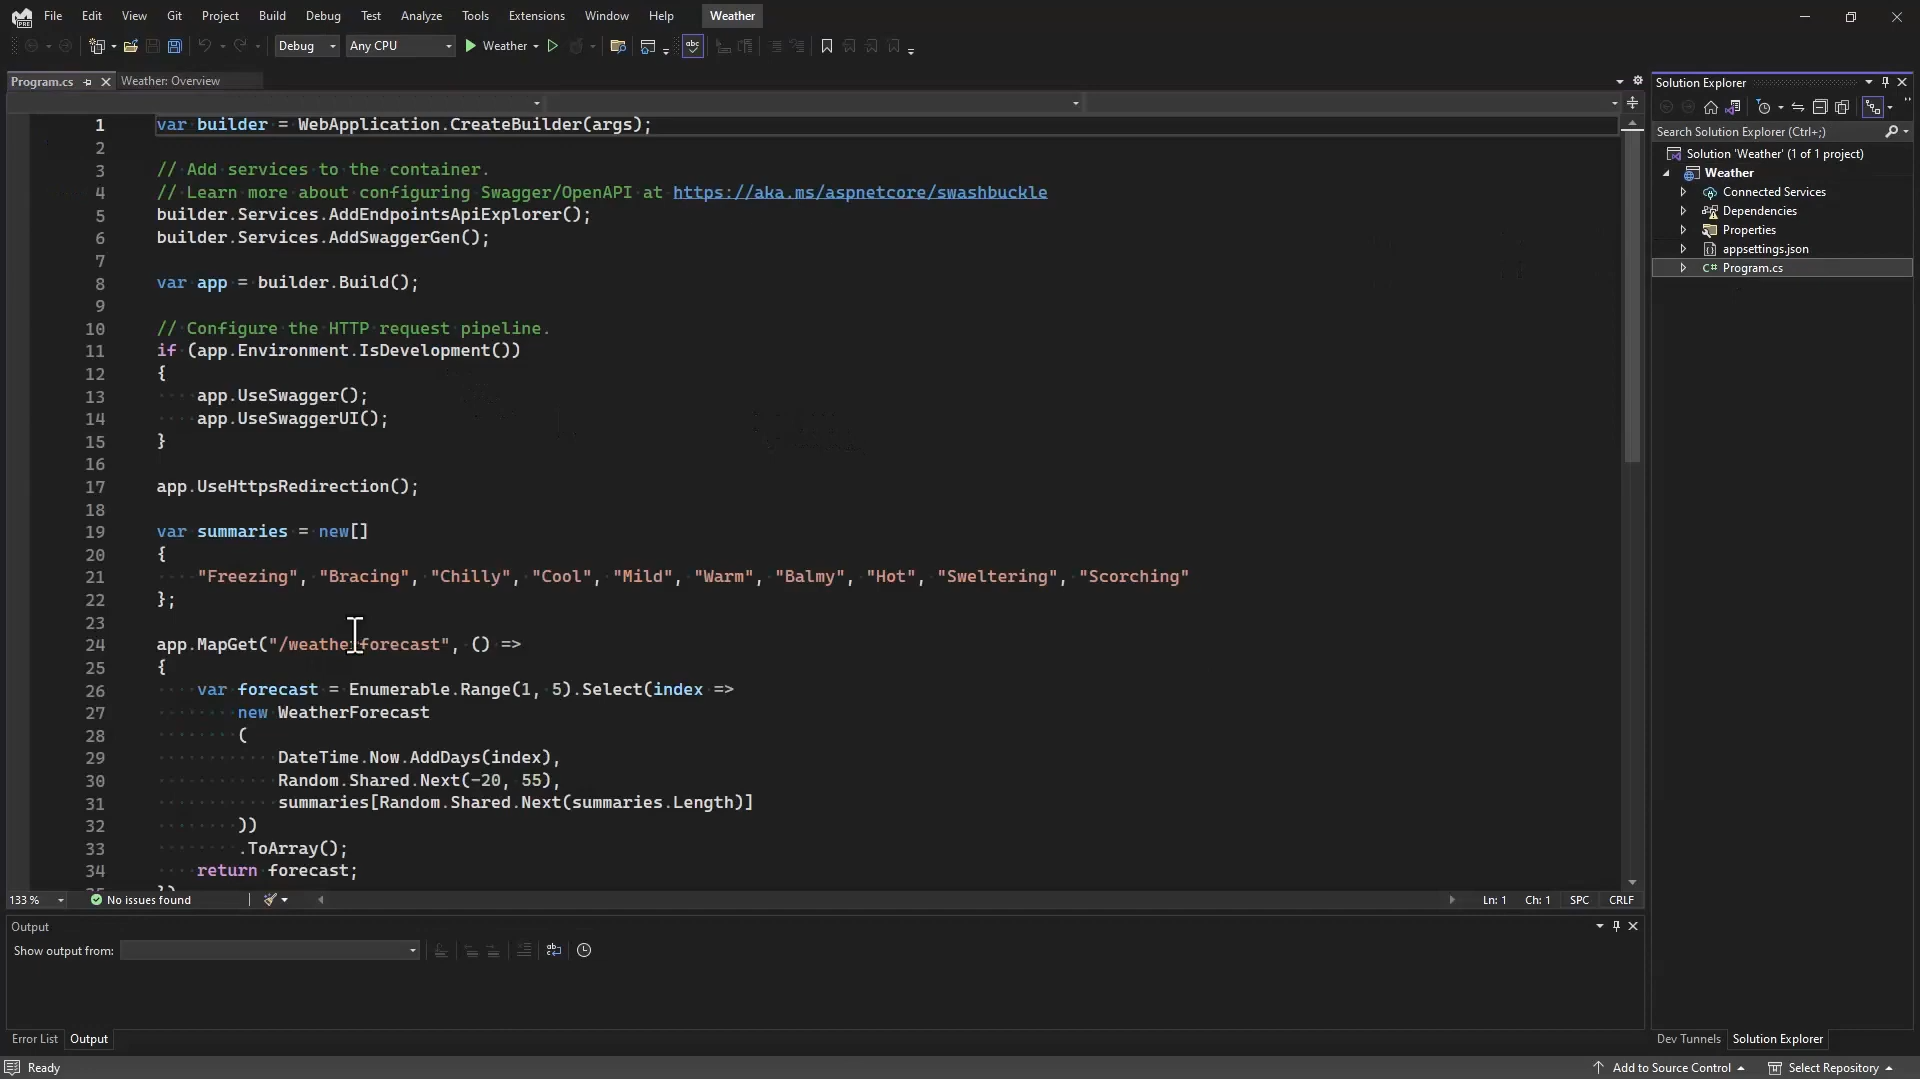 File Edit View Git Project Build Debug Test Analyze Tools Extensions Window Help Weather
Debug Any CPU Weather
Program.cs Weather: Overview
1 var builder = WebApplication.CreateBuilder(args);
2
3 // Add services to the container.
4 // Learn more about configuring Swagger/OpenAPI at https://aka.ms/aspnetcore/swashbuckle
5 builder.Services.AddEndpointsApiExplorer();
6 builder.Services.AddSwaggerGen();
7
8 var app = builder.Build();
9
10 // Configure the HTTP request pipeline.
11 if (app.Environment.IsDevelopment())
12 {
13 app.UseSwagger();
14 app.UseSwaggerUI();
15 }
16
17 app.UseHttpsRedirection();
18
19 var summaries = new[]
20 {
21 "Freezing", "Bracing", "Chilly", "Cool", "Mild", "Warm", "Balmy", "Hot", "Sweltering", "Scorching"
22 };
23
24 app.MapGet("/weatherforecast", () =>
25 {
26 var forecast = Enumerable.Range(1, 5).Select(index =>
27 new WeatherForecast
28 (
29 DateTime.Now.AddDays(index),
30 Random.Shared.Next(-20, 55),
31 summaries[Random.Shared.Next(summaries.Length)]
32 ))
33 .ToArray();
34 return forecast;
133 % No issues found Ln: 1 Ch: 1 SPC CRLF
Output
Show output from:
Error List Output
Solution Explorer
Search Solution Explorer (Ctrl+;)
Solution 'Weather' (1 of 1 project)
Weather
Connected Services
Dependencies
Properties
appsettings.json
C# Program.cs
Dev Tunnels Solution Explorer
Ready Add to Source Control Select Repository